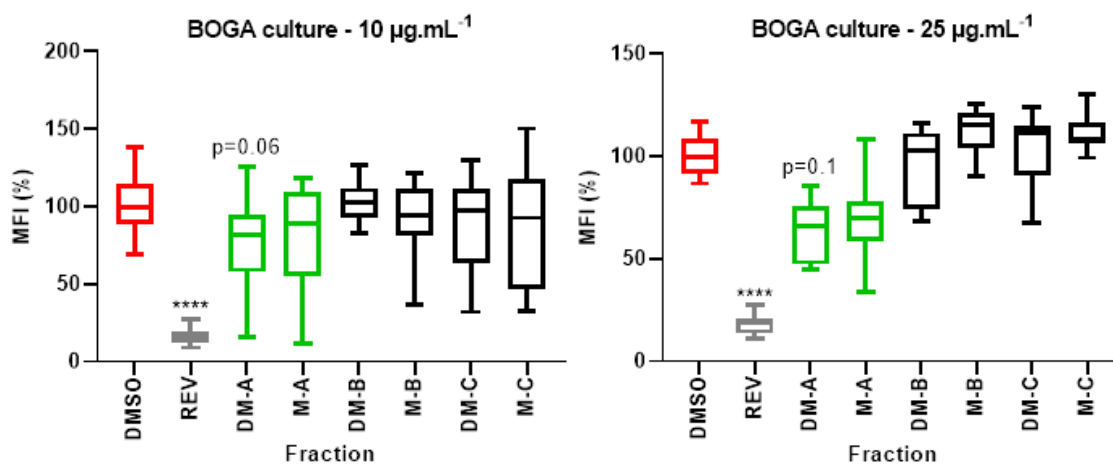 BOGA culture - 10 µg.mL⁻¹
MFI (%)
200
150
100
50
0
p=0.06
****
DMSO
REV
DM-A
M-A
DM-B
M-B
DM-C
M-C
Fraction
BOGA culture - 25 µg.mL⁻¹
MFI (%)
150
100
50
0
p=0.1
****
DMSO
REV
DM-A
M-A
DM-B
M-B
DM-C
M-C
Fraction